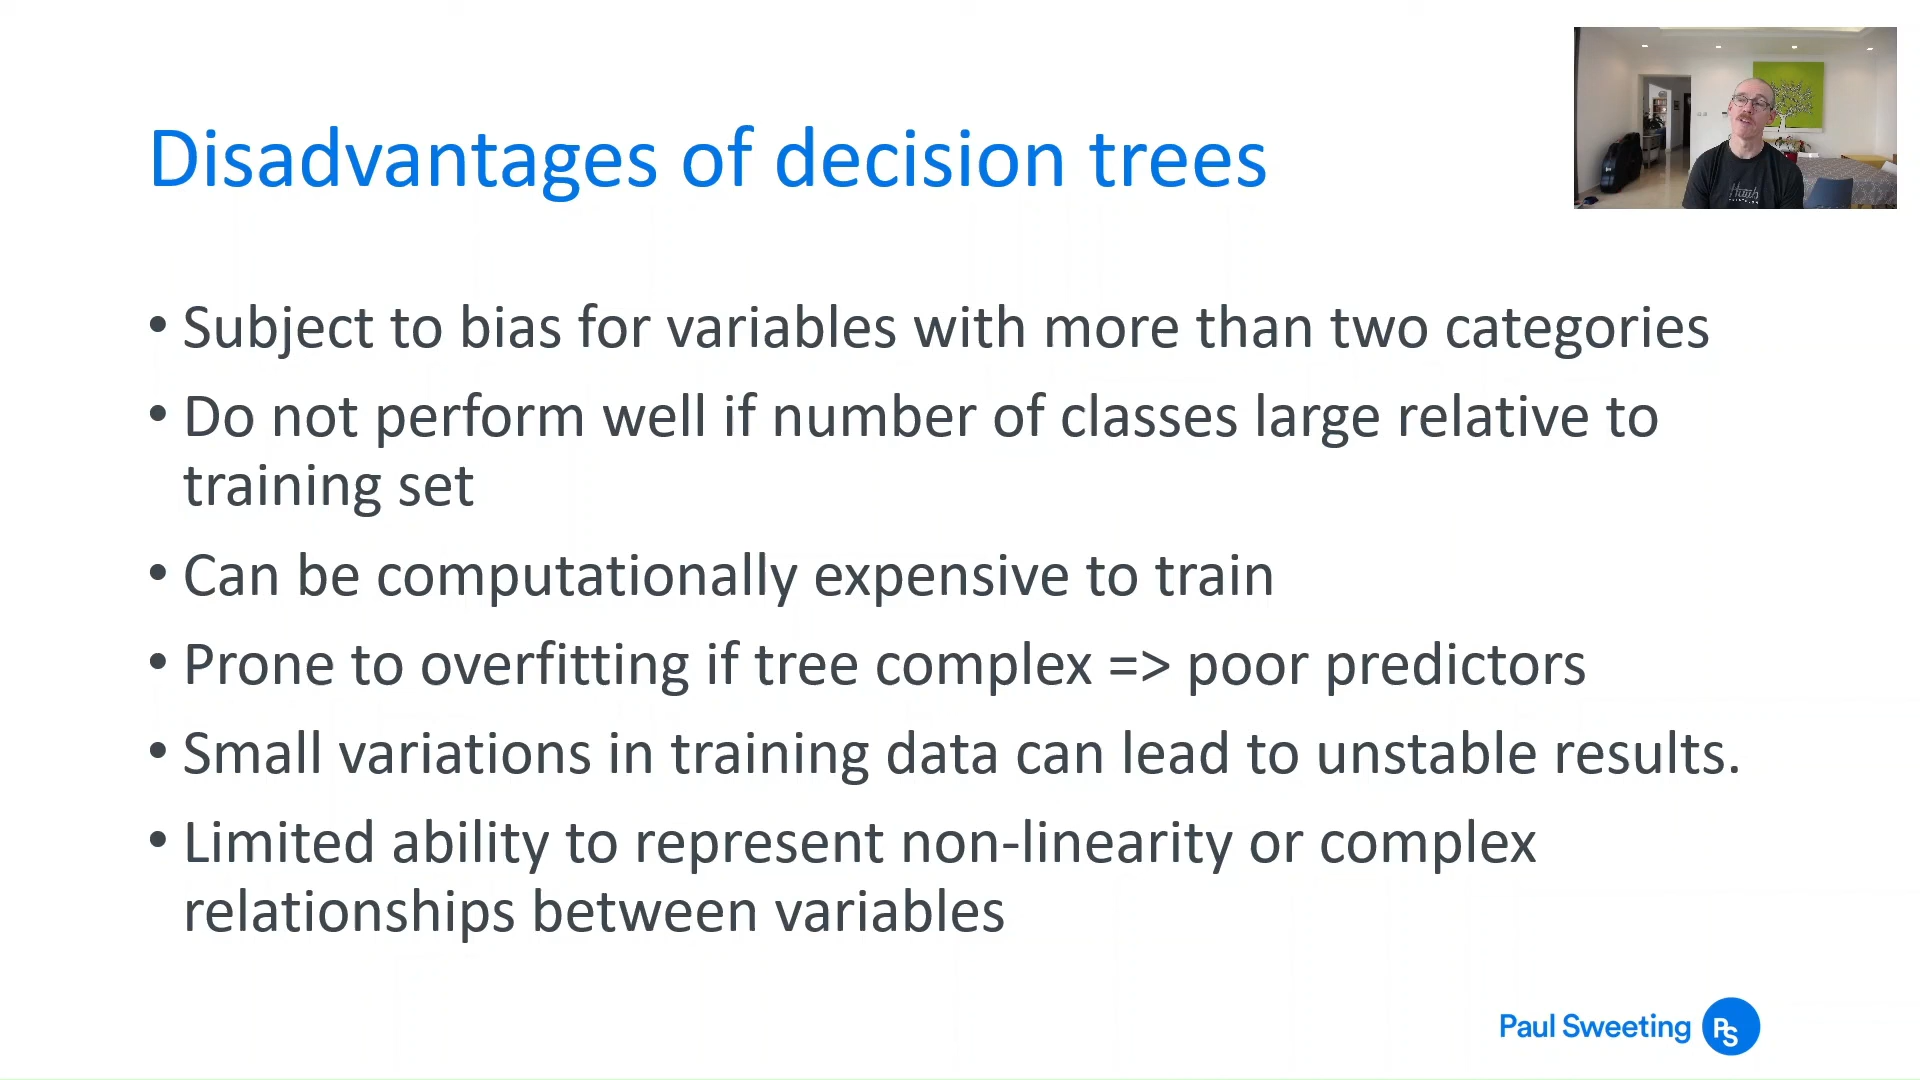 Disadvantages of decision trees
• Subject to bias for variables with more than two categories
• Do not perform well if number of classes large relative to
training set
• Can be computationally expensive to train
• Prone to overfitting if tree complex => poor predictors
• Small variations in training data can lead to unstable results.
• Limited ability to represent non-linearity or complex
relationships between variables
Paul Sweeting PS